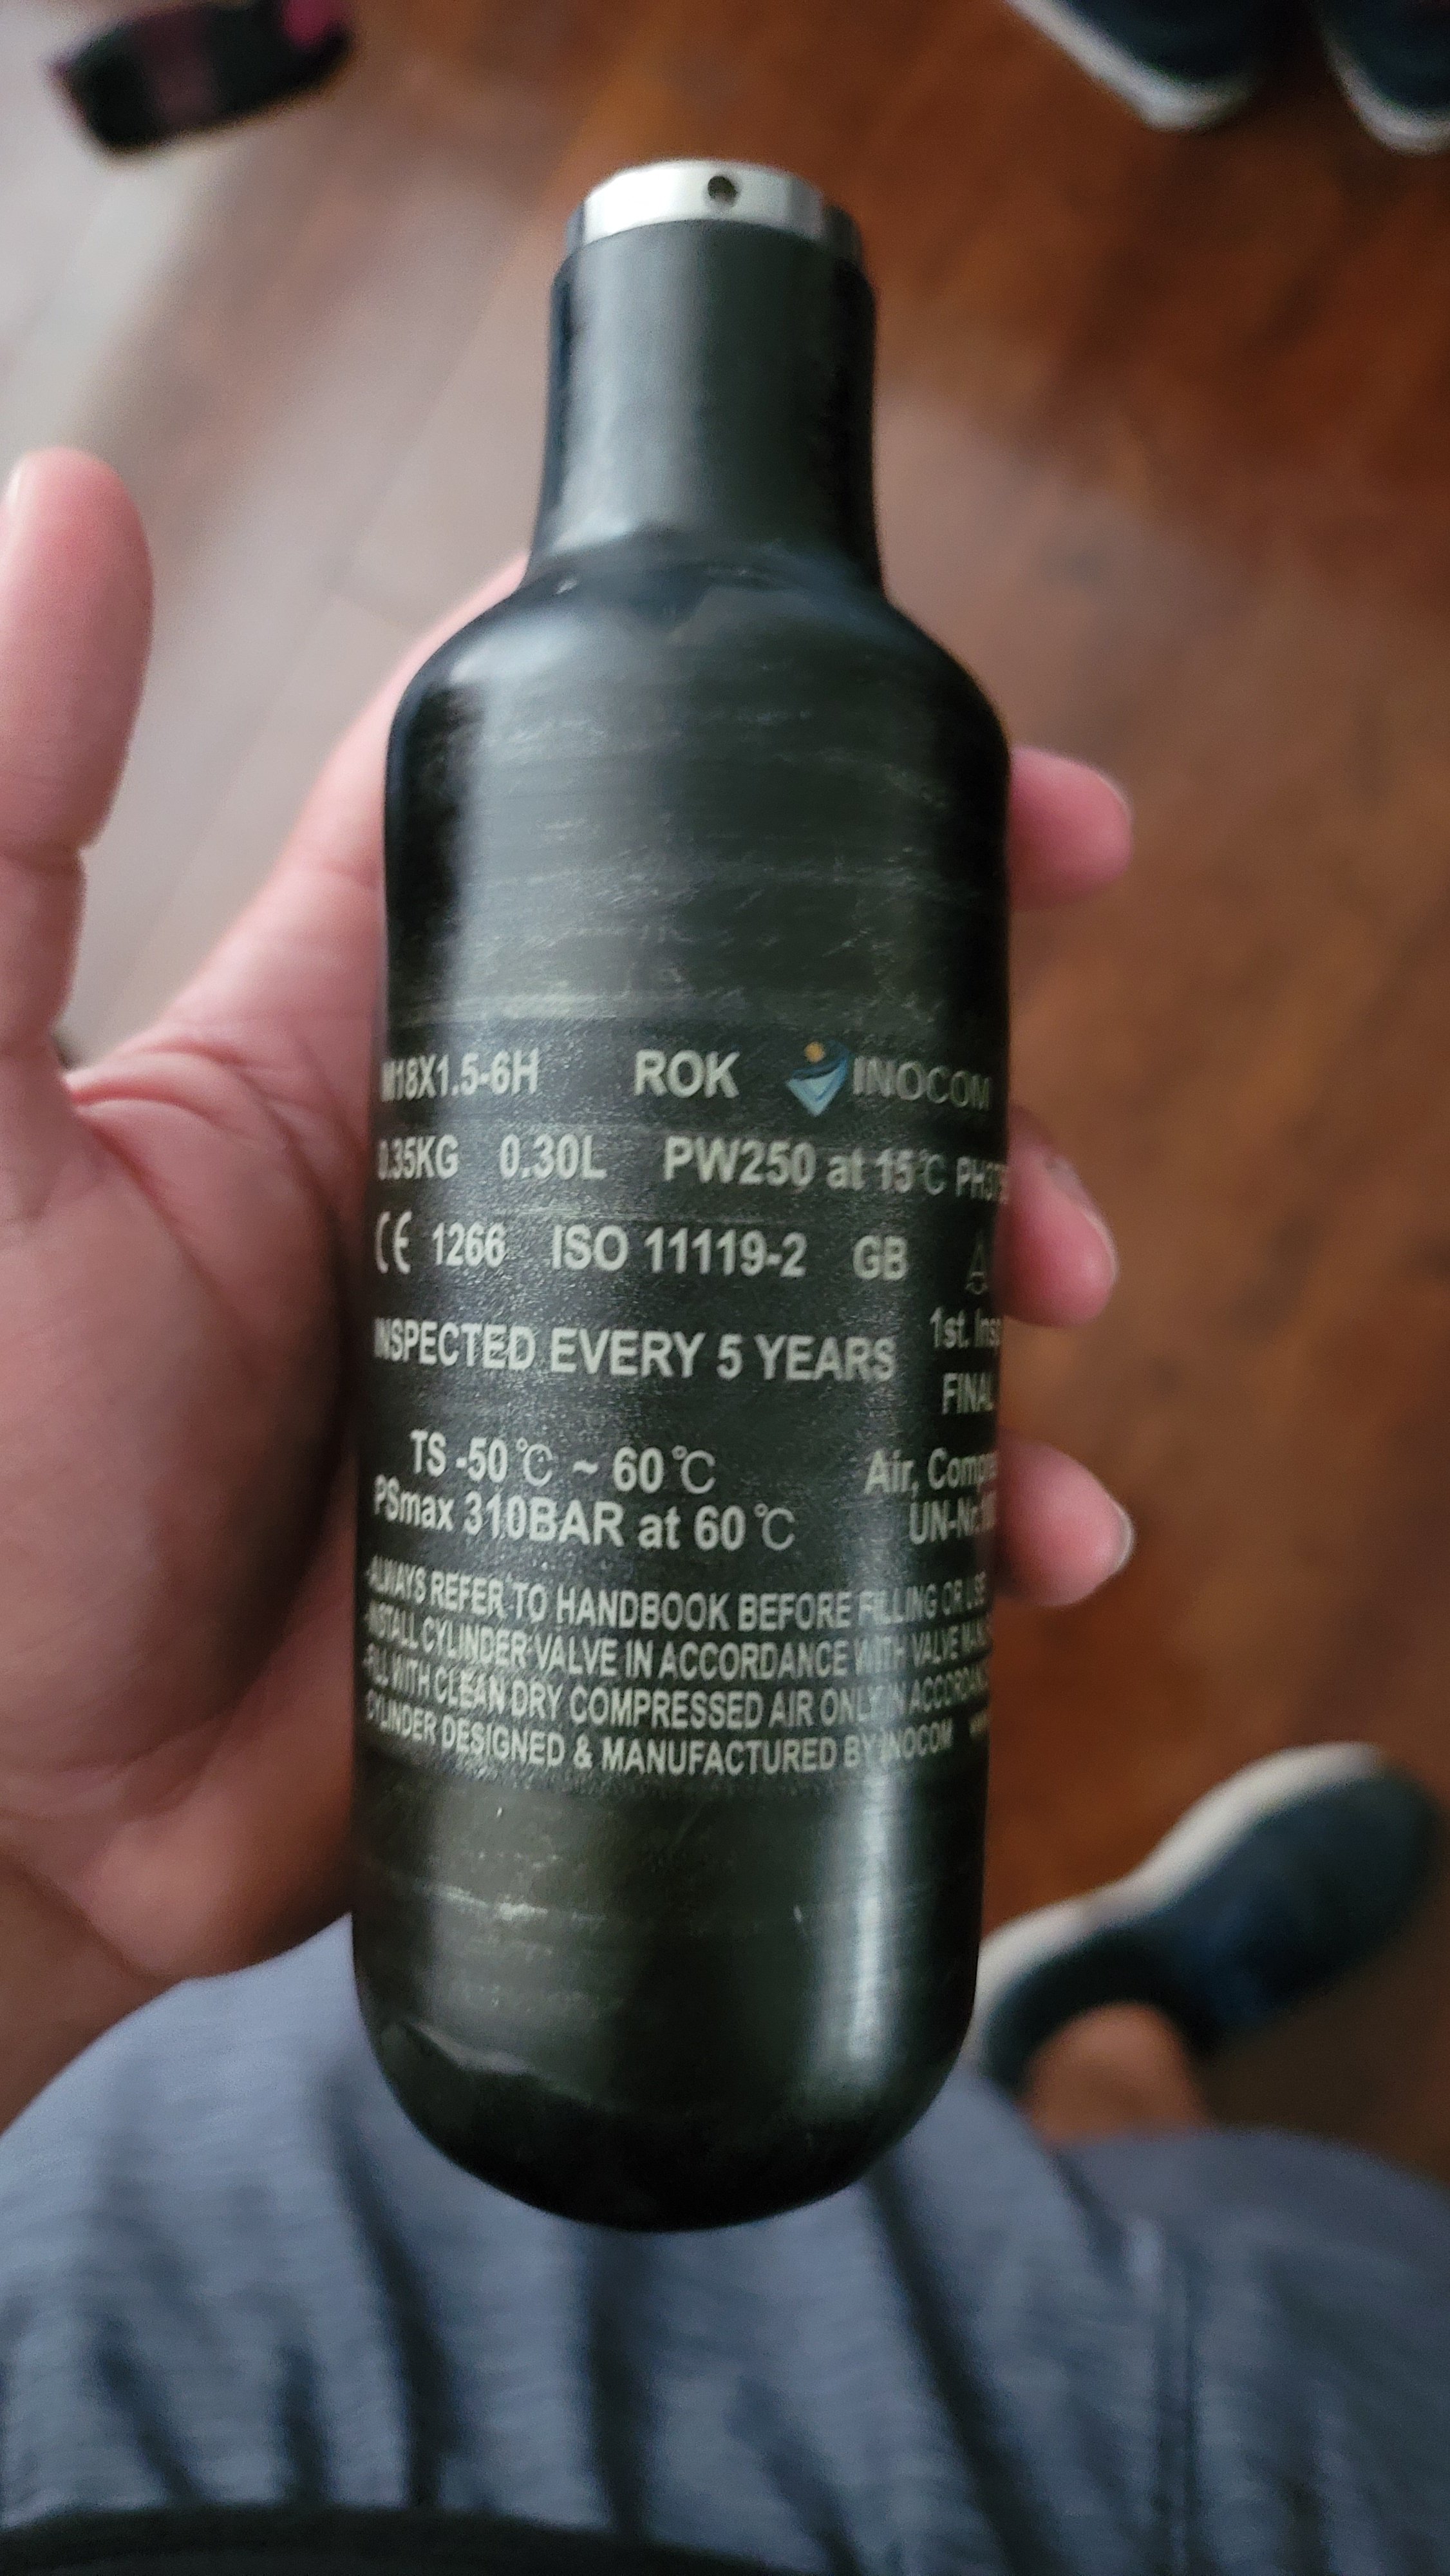 M18X1.5-6H ROK INOCOM
0.35KG 0.30L PW250 at 15℃
CE 1266 ISO 11119-2 GB
INSPECTED EVERY 5 YEARS 1st.
FINAL
TS -50℃ ~ 60℃ Air,
PSmax 310BAR at 60℃ UN-Nr.
-ALWAYS REFER TO HANDBOOK BEFORE FILLING OR USE
-INSTALL CYLINDER VALVE IN ACCORDANCE WITH VALVE
-FILL WITH CLEAN DRY COMPRESSED AIR ONLY IN
CYLINDER DESIGNED & MANUFACTURED BY INOCOM